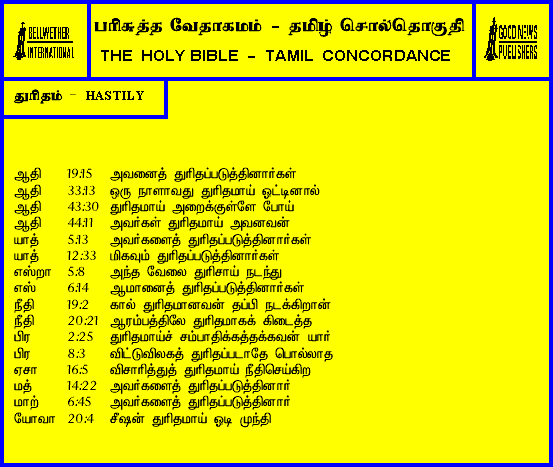 BELLWETHER
INTERNATIONAL
பரிசுத்த வேதாகமம் - தமிழ் சொல்தொகுதி
THE HOLY BIBLE - TAMIL CONCORDANCE
GOOD NEWS
PUBLISHERS
துரிதம் - HASTILY
ஆதி 19:15 அவனைத் துரிதப்படுத்தினார்கள்
ஆதி 33:13 ஒரு நாளாவது துரிதமாய் ஓட்டினால்
ஆதி 43:30 துரிதமாய் அறைக்குள்ளே போய்
ஆதி 44:11 அவர்கள் துரிதமாய் அவனவன்
யாத் 5:13 அவர்களைத் துரிதப்படுத்தினார்கள்
யாத் 12:33 மிகவும் துரிதப்படுத்தினார்கள்
எஸ்றா 5:8 அந்த வேலை துரிசாய் நடந்து
எஸ் 6:14 ஆமானைத் துரிதப்படுத்தினார்கள்
நீதி 19:2 கால் துரிதமானவன் தப்பி நடக்கிறான்
நீதி 20:21 ஆரம்பத்திலே துரிதமாகக் கிடைத்த
பிர 2:25 துரிதமாய்ச் சம்பாதிக்கத்தக்கவன் யார்
பிர 8:3 விட்டுவிலகத் துரிதப்படாதே பொல்லாத
ஏசா 16:5 விசாரித்துத் துரிதமாய் நீதிசெய்கிற
மத் 14:22 அவர்களைத் துரிதப்படுத்தினார்
மாற் 6:45 அவர்களைத் துரிதப்படுத்தினார்
யோவா 20:4 சீஷன் துரிதமாய் ஓடி முந்தி